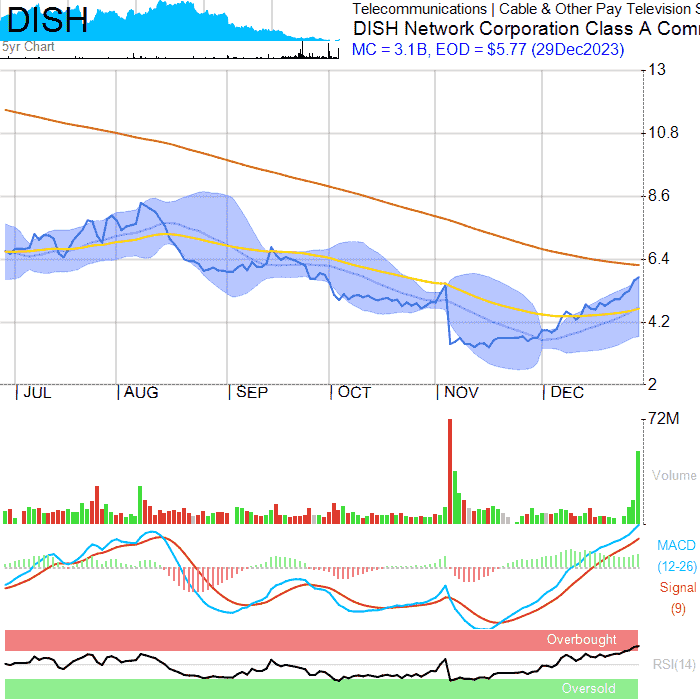 DISH
5yr Chart
Telecommunications | Cable & Other Pay Television S
DISH Network Corporation Class A Com
MC = 3.1B, EOD = $5.77 (29Dec2023)
13
10.8
8.6
6.4
4.2
2
JUL AUG SEP OCT NOV DEC
72M
Volume
MACD
(12-26)
Signal
(9)
Overbought
RSI(14)
Oversold